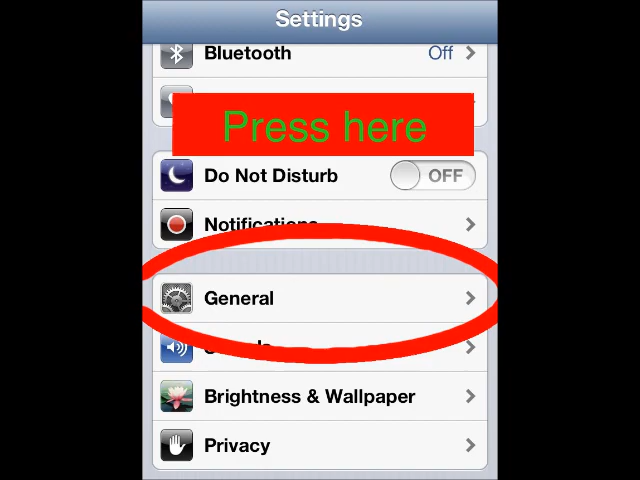 Settings
Bluetooth Off
Press here
Do Not Disturb OFF
Notifications
General
Brightness & Wallpaper
Privacy